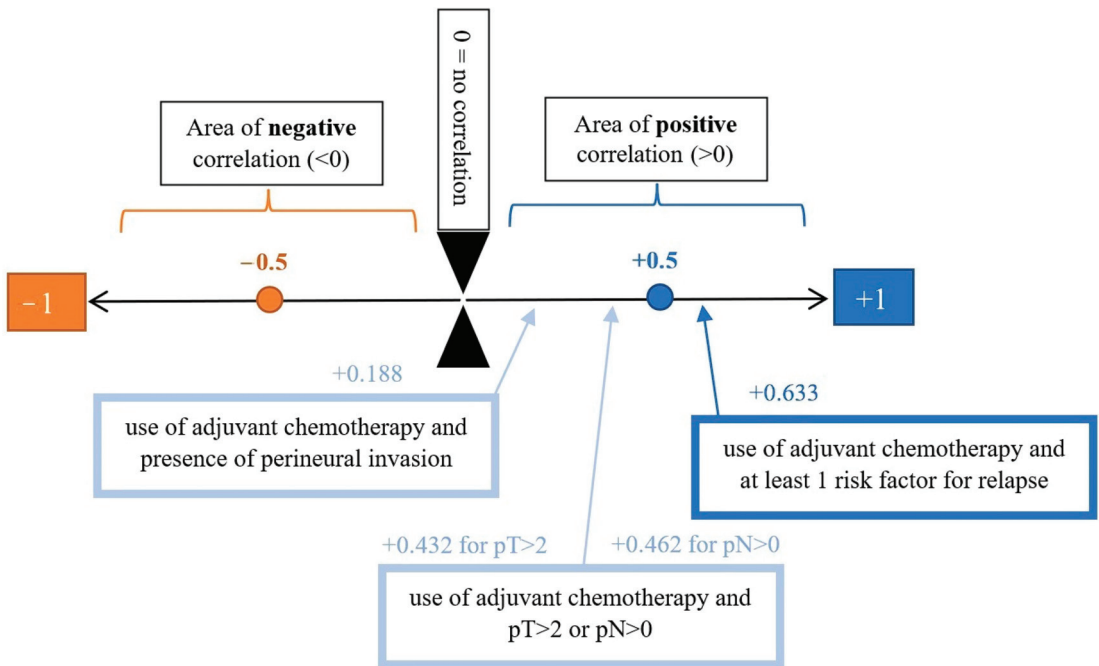 0 = no correlation
Area of negative
correlation (<0)
Area of positive
correlation (>0)
−0.5
+0.5
−1
+1
+0.188
use of adjuvant chemotherapy and
presence of perineural invasion
+0.633
use of adjuvant chemotherapy and
at least 1 risk factor for relapse
+0.432 for pT>2
+0.462 for pN>0
use of adjuvant chemotherapy and
pT>2 or pN>0